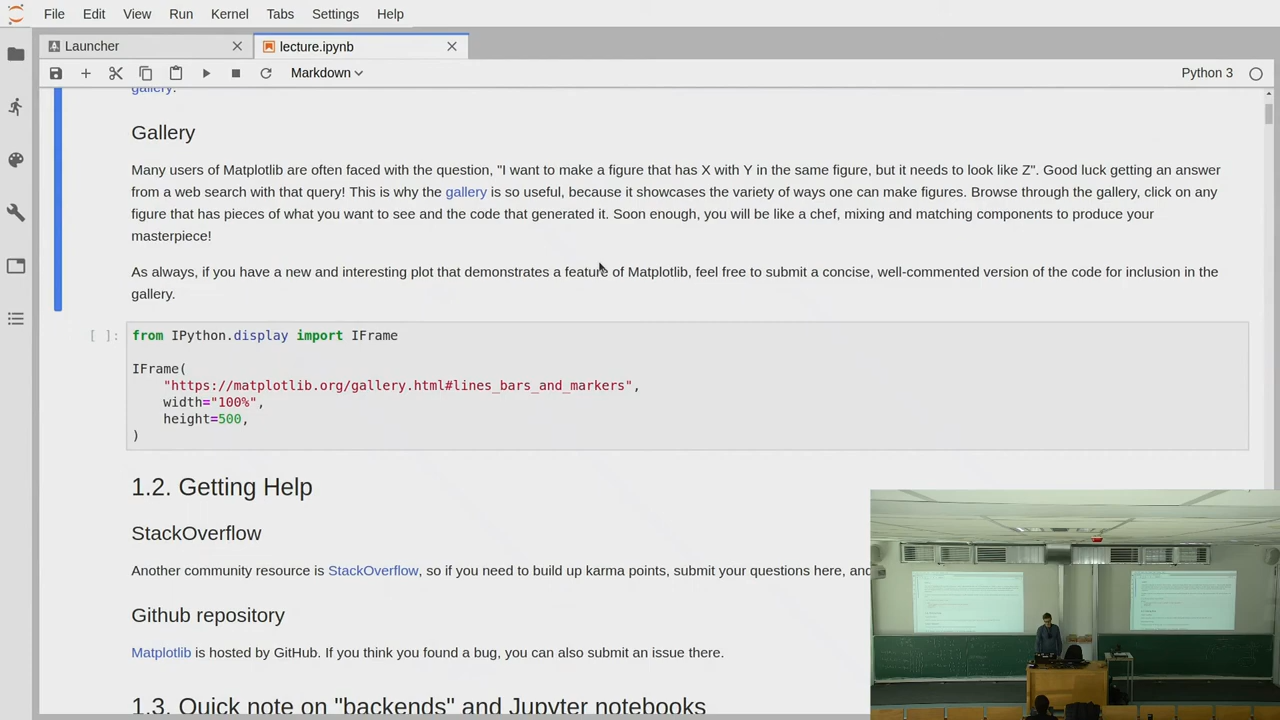 File Edit View Run Kernel Tabs Settings Help
Launcher
lecture.ipynb
Markdown
Python 3
gallery.
Gallery
Many users of Matplotlib are often faced with the question, "I want to make a figure that has X with Y in the same figure, but it needs to look like Z". Good luck getting an answer
from a web search with that query! This is why the gallery is so useful, because it showcases the variety of ways one can make figures. Browse through the gallery, click on any
figure that has pieces of what you want to see and the code that generated it. Soon enough, you will be like a chef, mixing and matching components to produce your
masterpiece!
As always, if you have a new and interesting plot that demonstrates a feature of Matplotlib, feel free to submit a concise, well-commented version of the code for inclusion in the
gallery.
[ ]: from IPython.display import IFrame
IFrame(
"https://matplotlib.org/gallery.html#lines_bars_and_markers",
width="100%",
height=500,
)
1.2. Getting Help
StackOverflow
Another community resource is StackOverflow, so if you need to build up karma points, submit your questions here, and
Github repository
Matplotlib is hosted by GitHub. If you think you found a bug, you can also submit an issue there.
1.3. Quick note on "backends" and Jupyter notebooks